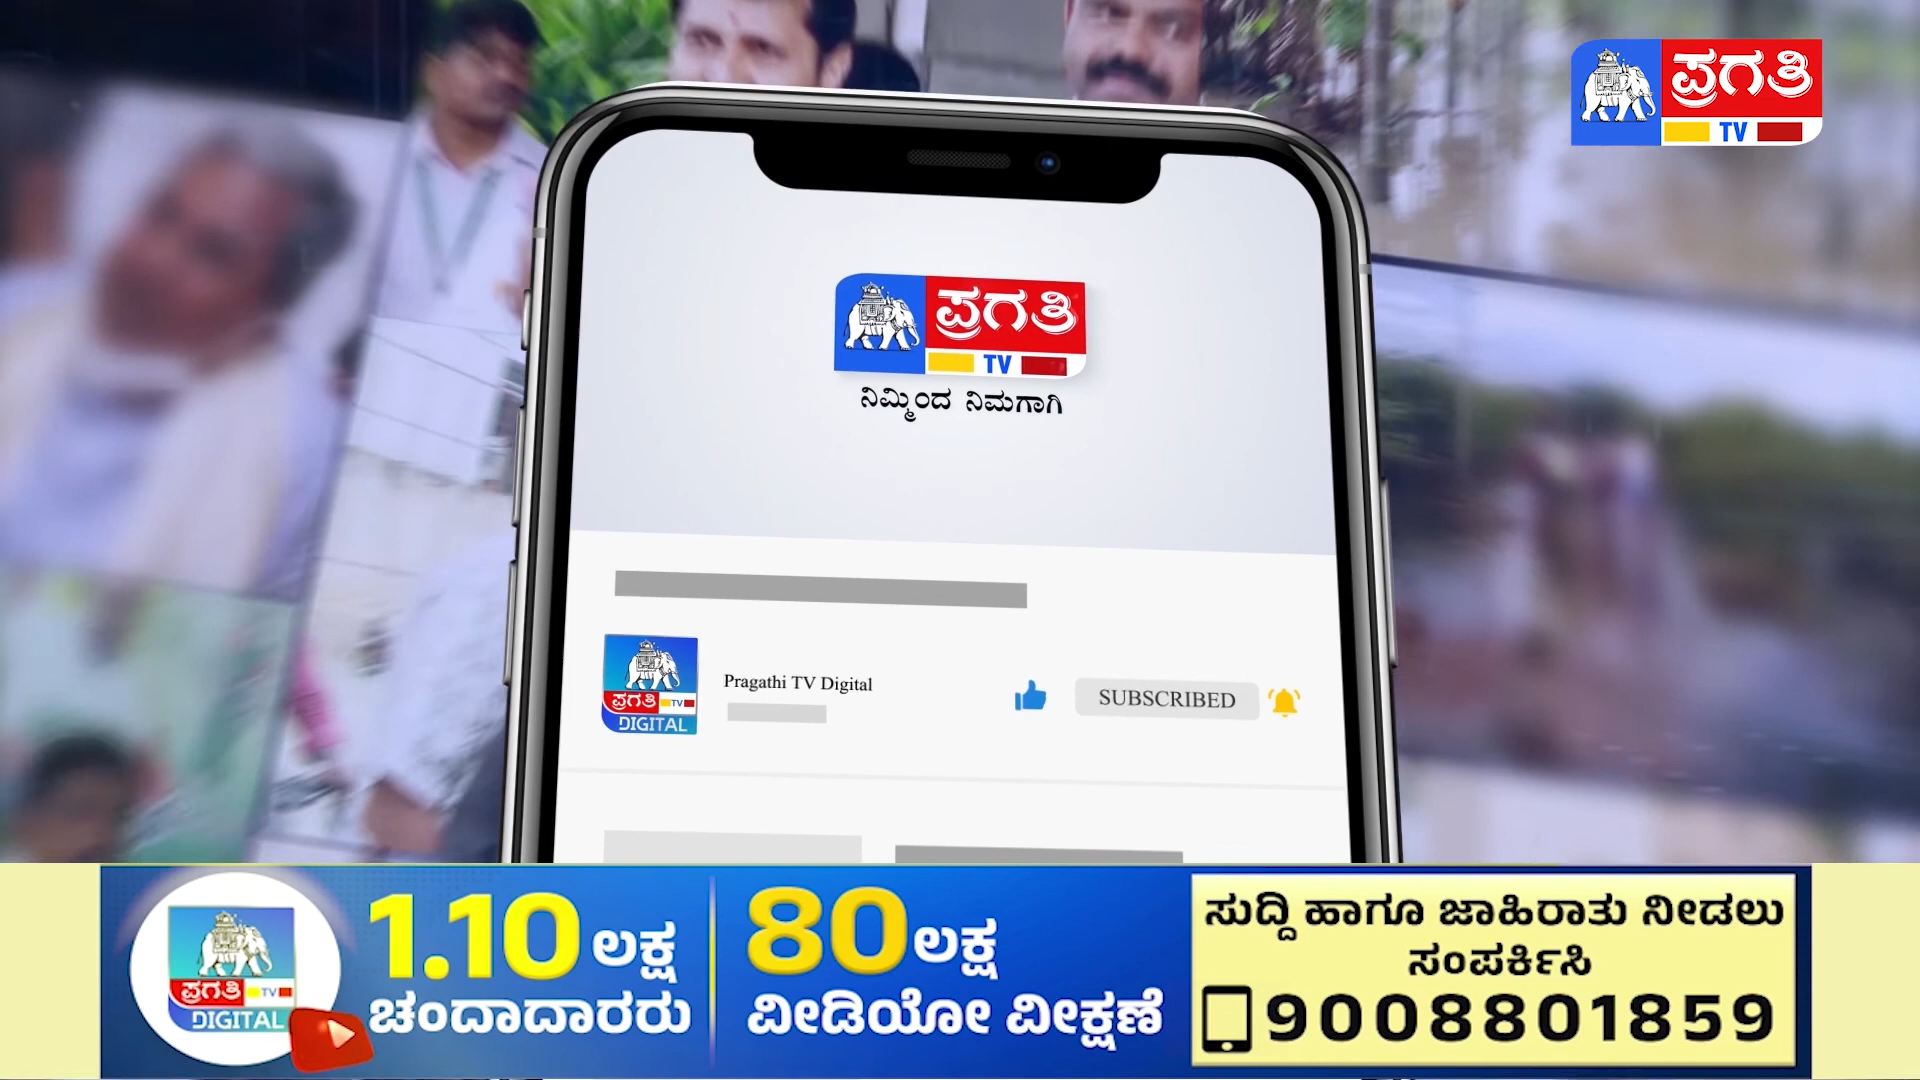 ಪ್ರಗತಿ
TV
ಪ್ರಗತಿ
TV
ನಿಮ್ಮಿಂದ ನಿಮಗಾಗಿ
ಪ್ರಗತಿ TV
DIGITAL
Pragathi TV Digital
SUBSCRIBED
ಪ್ರಗತಿ TV
DIGITAL
1.10 ಲಕ್ಷ
ಚಂದಾದಾರರು
80 ಲಕ್ಷ
ವೀಡಿಯೋ ವೀಕ್ಷಣೆ
ಸುದ್ದಿ ಹಾಗೂ ಜಾಹಿರಾತು ನೀಡಲು
ಸಂಪರ್ಕಿಸಿ
9008801859